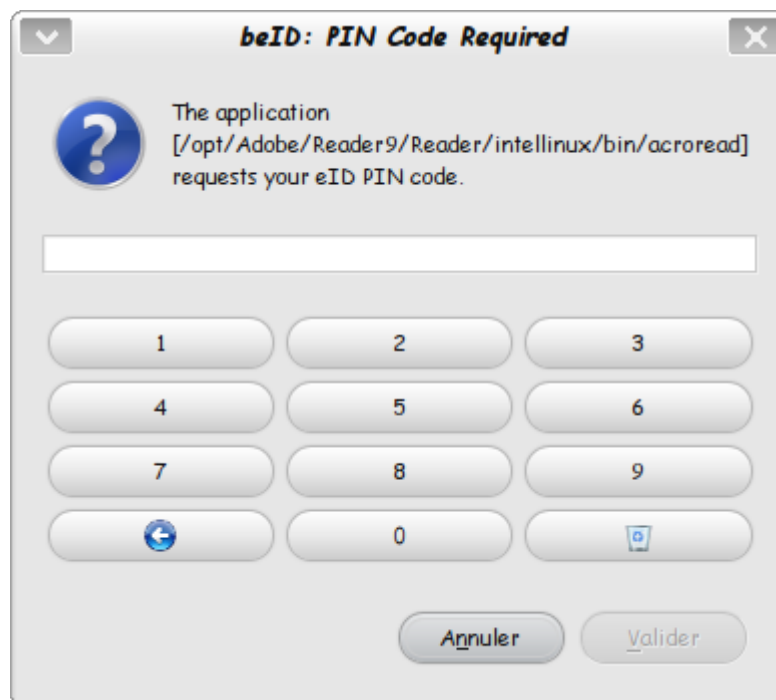 beID: PIN Code Required
The application
[/opt/Adobe/Reader9/Reader/intellinux/bin/acroread]
requests your eID PIN code.
1 2 3
4 5 6
7 8 9
0
Annuler Valider